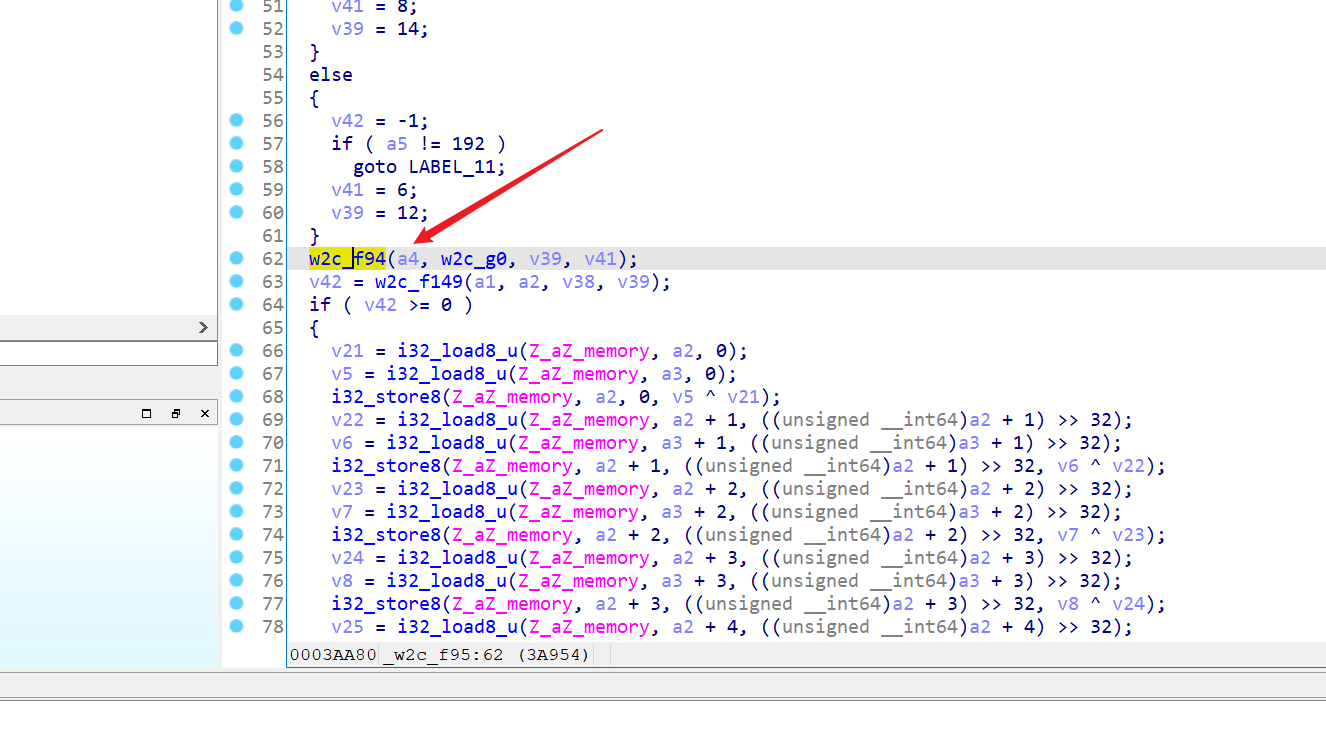 51 v41 = 8;
52 v39 = 14;
53 }
54 else
55 {
56 v42 = -1;
57 if ( a5 != 192 )
58 goto LABEL_11;
59 v41 = 6;
60 v39 = 12;
61 }
62 w2c_f94(a4, w2c_g0, v39, v41);
63 v42 = w2c_f149(a1, a2, v38, v39);
64 if ( v42 >= 0 )
65 {
66 v21 = i32_load8_u(Z_aZ_memory, a2, 0);
67 v5 = i32_load8_u(Z_aZ_memory, a3, 0);
68 i32_store8(Z_aZ_memory, a2, 0, v5 ^ v21);
69 v22 = i32_load8_u(Z_aZ_memory, a2 + 1, ((unsigned __int64)a2 + 1) >> 32);
70 v6 = i32_load8_u(Z_aZ_memory, a3 + 1, ((unsigned __int64)a3 + 1) >> 32);
71 i32_store8(Z_aZ_memory, a2 + 1, ((unsigned __int64)a2 + 1) >> 32, v6 ^ v22);
72 v23 = i32_load8_u(Z_aZ_memory, a2 + 2, ((unsigned __int64)a2 + 2) >> 32);
73 v7 = i32_load8_u(Z_aZ_memory, a3 + 2, ((unsigned __int64)a3 + 2) >> 32);
74 i32_store8(Z_aZ_memory, a2 + 2, ((unsigned __int64)a2 + 2) >> 32, v7 ^ v23);
75 v24 = i32_load8_u(Z_aZ_memory, a2 + 3, ((unsigned __int64)a2 + 3) >> 32);
76 v8 = i32_load8_u(Z_aZ_memory, a3 + 3, ((unsigned __int64)a3 + 3) >> 32);
77 i32_store8(Z_aZ_memory, a2 + 3, ((unsigned __int64)a2 + 3) >> 32, v8 ^ v24);
78 v25 = i32_load8_u(Z_aZ_memory, a2 + 4, ((unsigned __int64)a2 + 4) >> 32);
0003AA80 _w2c_f95:62 (3A954)